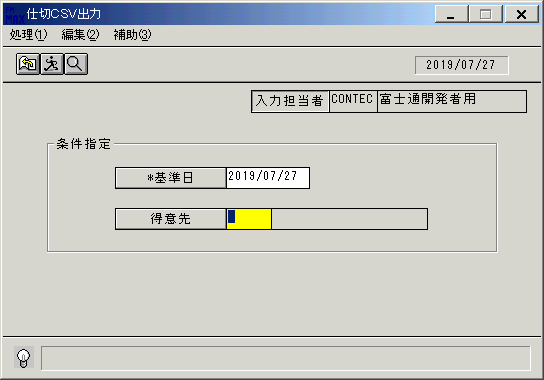 仕切CSV出力
処理(1) 編集(2) 補助(3)
2019/07/27
入力担当者 CONTEC 富士通開発者用
条件指定
*基準日 2019/07/27
得意先